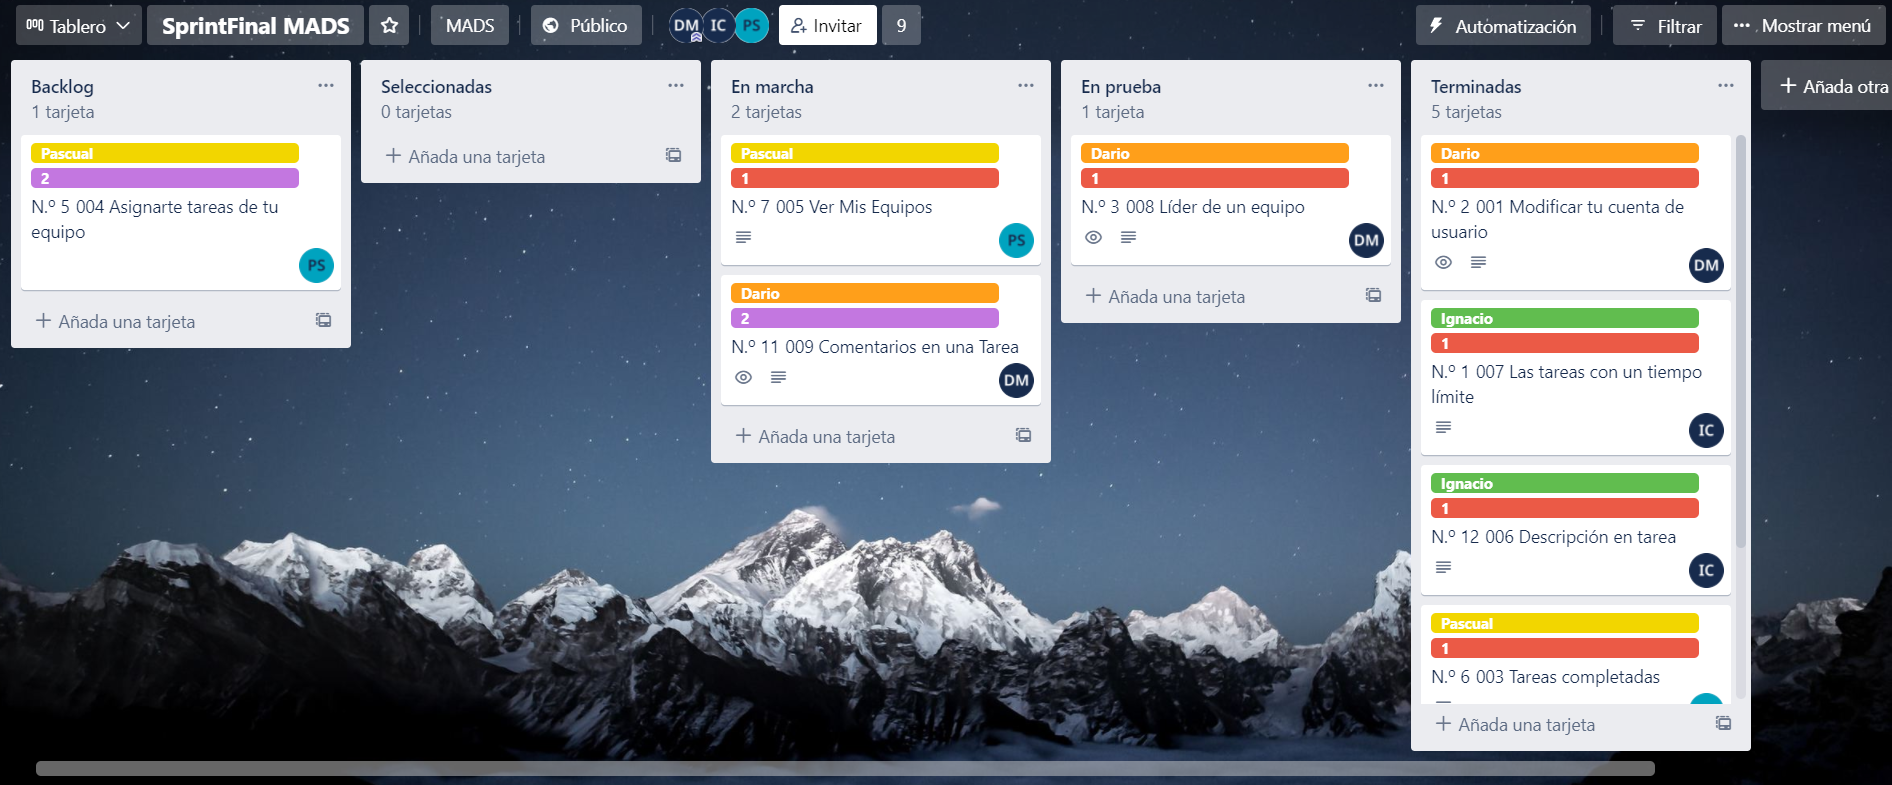 Tablero
SprintFinal MADS
MADS
Público
DM
IC
PS
Invitar
9
Automatización
Filtrar
Mostrar menú
Backlog
1 tarjeta
Pascual
2
N.º 5 004 Asignarte tareas de tu
equipo
PS
Añada una tarjeta
Seleccionadas
0 tarjetas
Añada una tarjeta
En marcha
2 tarjetas
Pascual
1
N.º 7 005 Ver Mis Equipos
PS
Dario
2
N.º 11 009 Comentarios en una Tarea
DM
Añada una tarjeta
En prueba
1 tarjeta
Dario
1
N.º 3 008 Líder de un equipo
DM
Añada una tarjeta
Terminadas
5 tarjetas
Dario
1
N.º 2 001 Modificar tu cuenta de
usuario
DM
Ignacio
1
N.º 1 007 Las tareas con un tiempo
límite
IC
Ignacio
1
N.º 12 006 Descripción en tarea
IC
Pascual
1
N.º 6 003 Tareas completadas
Añada una tarjeta
Añada otra